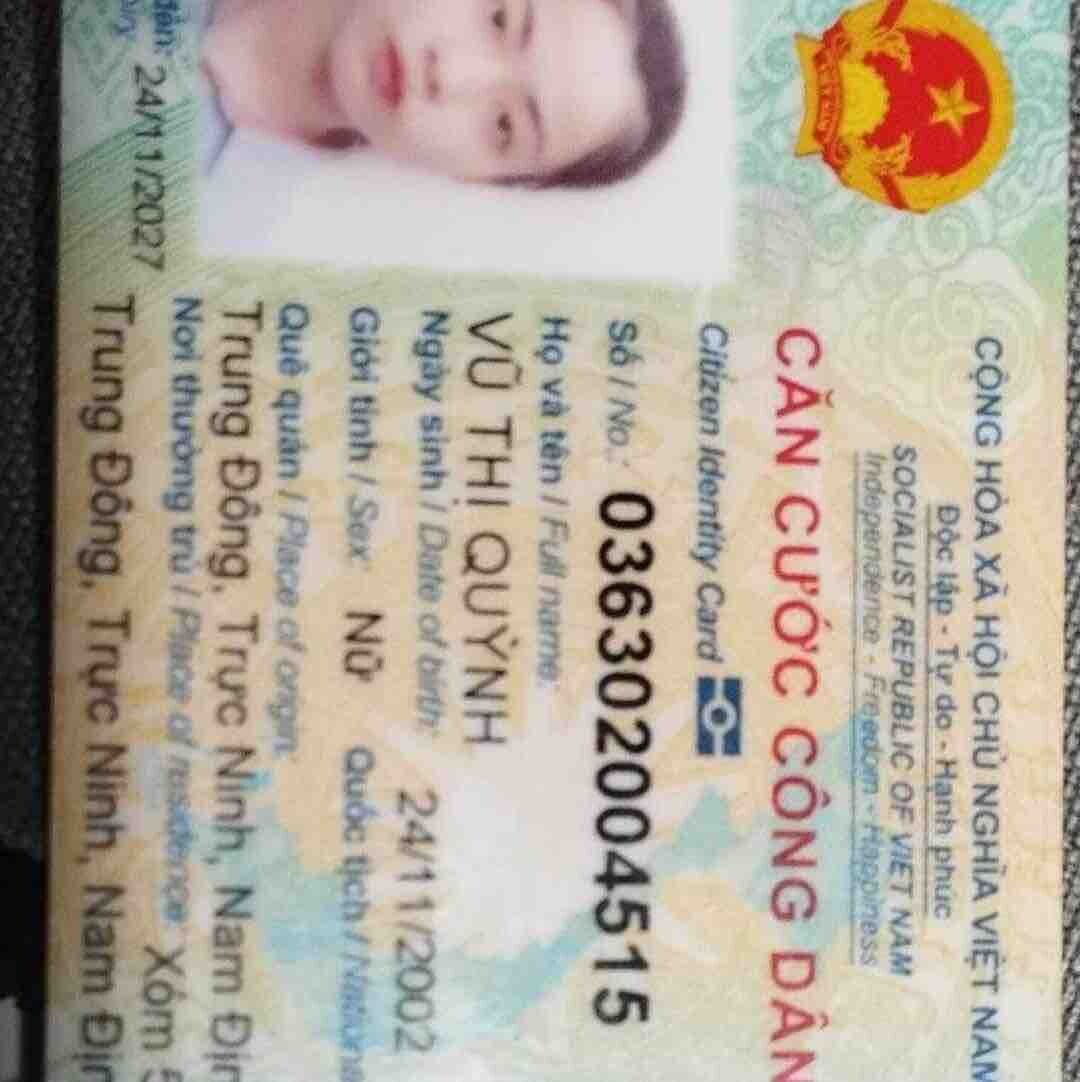 CỘNG HÒA XÃ HỘI CHỦ NGHĨA VIỆT NAM
Độc lập - Tự do - Hạnh phúc
SOCIALIST REPUBLIC OF VIET NAM
Independence - Freedom - Happiness
CĂN CƯỚC CÔNG DÂN
Citizen Identity Card
Số / No.: 036302004515
Họ và tên / Full name:
VŨ THỊ QUỲNH
Ngày sinh / Date of birth: 24/11/2002
Giới tính / Sex: Nữ Quốc tịch /
Quê quán / Place of origin:
Trung Đông, Trực Ninh, Nam
Nơi thường trú / Place of residence: Xóm 5
Trung Đông, Trực Ninh, Nam
24/11/2027